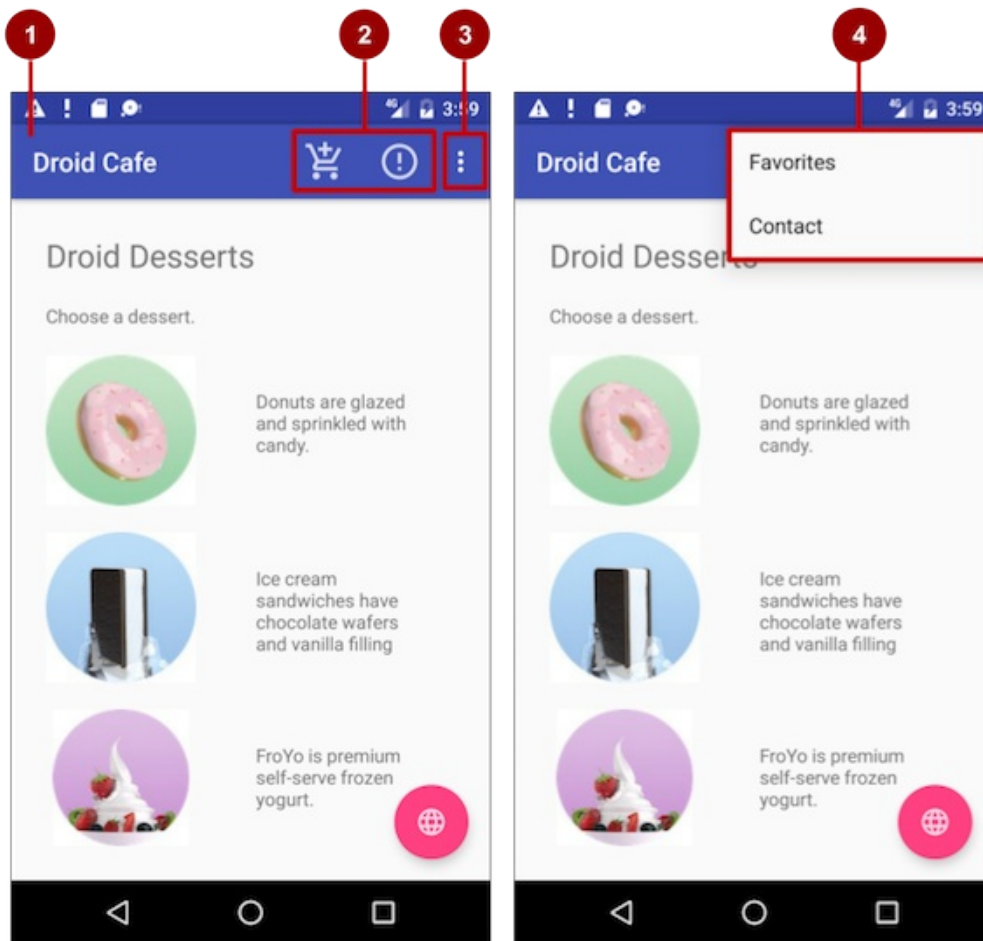 1
2
3
4
4G 3:59
Droid Cafe
Droid Desserts
Choose a dessert.
Donuts are glazed
and sprinkled with
candy.
Ice cream
sandwiches have
chocolate wafers
and vanilla filling
FroYo is premium
self-serve frozen
yogurt.
4G 3:59
Droid Cafe
Favorites
Contact
Droid Desserts
Choose a dessert.
Donuts are glazed
and sprinkled with
candy.
Ice cream
sandwiches have
chocolate wafers
and vanilla filling
FroYo is premium
self-serve frozen
yogurt.